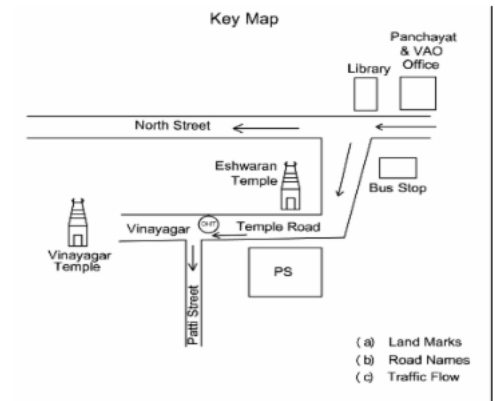 Key Map
Panchayat
& VAO
Office
Library
North Street
Eshwaran
Temple
Bus Stop
Vinayagar
OHT
Temple Road
Vinayagar
Temple
PS
Patti Street
(a) Land Marks
(b) Road Names
(c) Traffic Flow